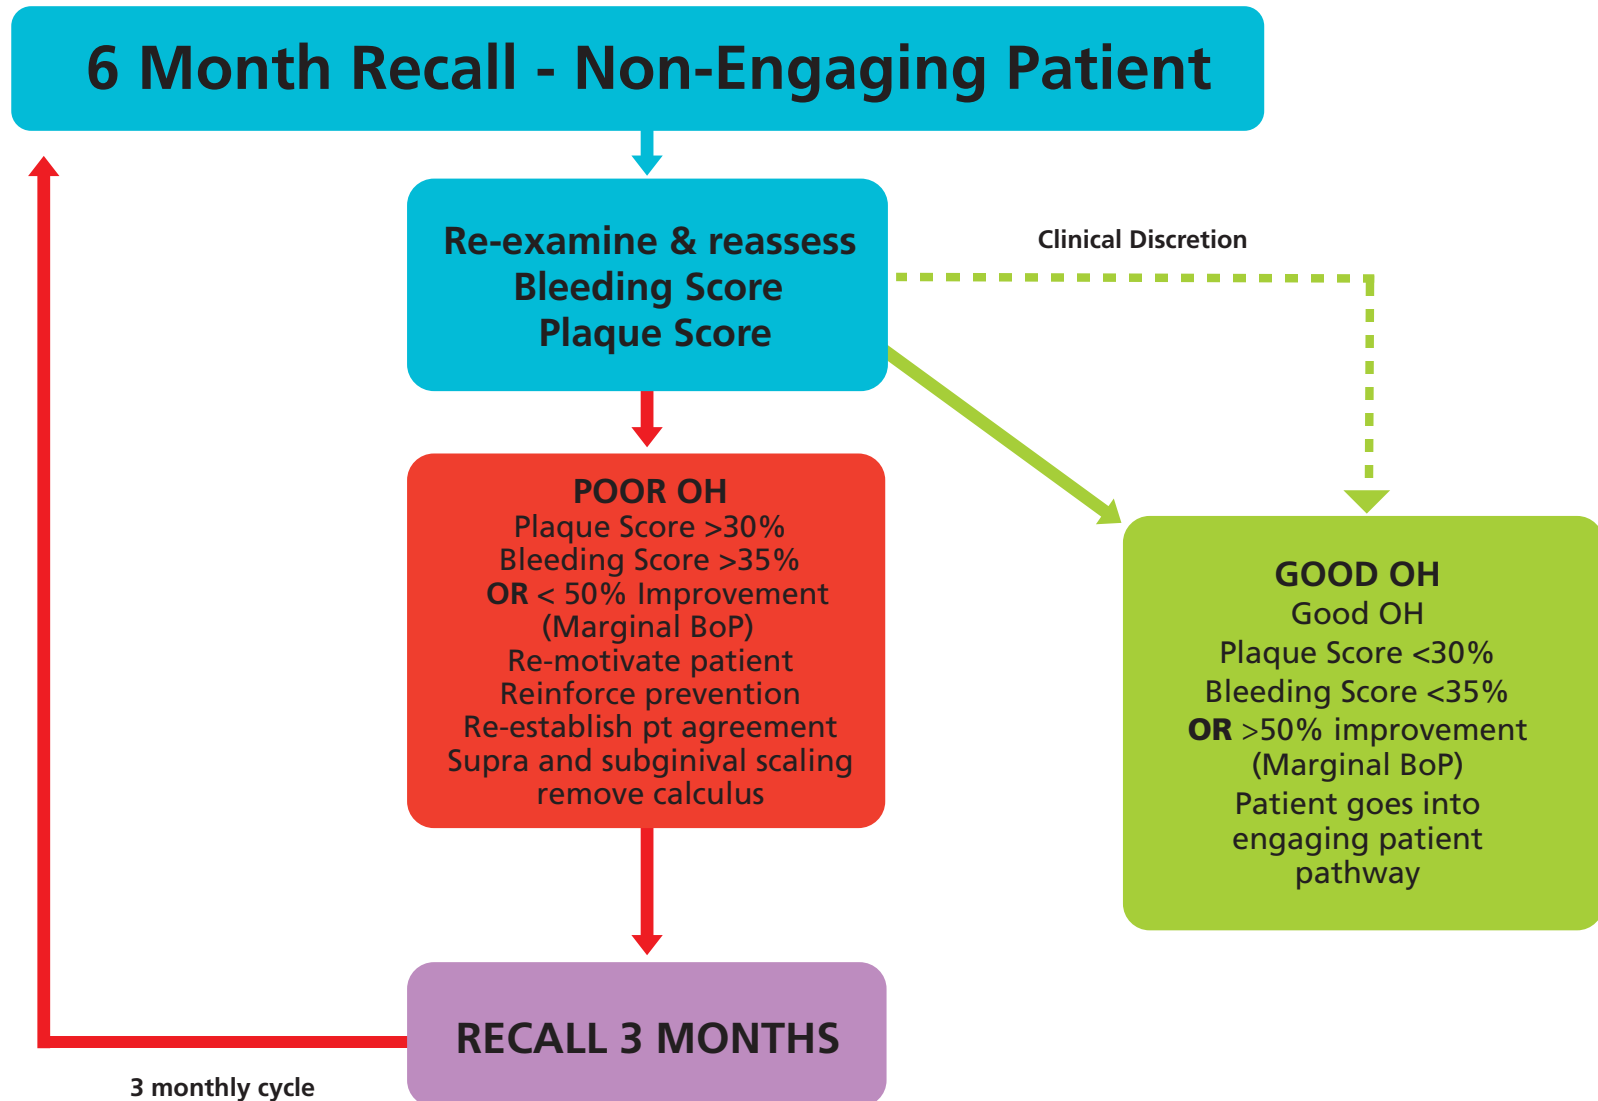 6 Month Recall - Non-Engaging Patient
Re-examine & reassess
Bleeding Score
Plaque Score
Clinical Discretion
POOR OH
Plaque Score >30%
Bleeding Score >35%
OR < 50% Improvement
(Marginal BoP)
Re-motivate patient
Reinforce prevention
Re-establish pt agreement
Supra and subginival scaling
remove calculus
GOOD OH
Good OH
Plaque Score <30%
Bleeding Score <35%
OR >50% improvement
(Marginal BoP)
Patient goes into
engaging patient
pathway
RECALL 3 MONTHS
3 monthly cycle